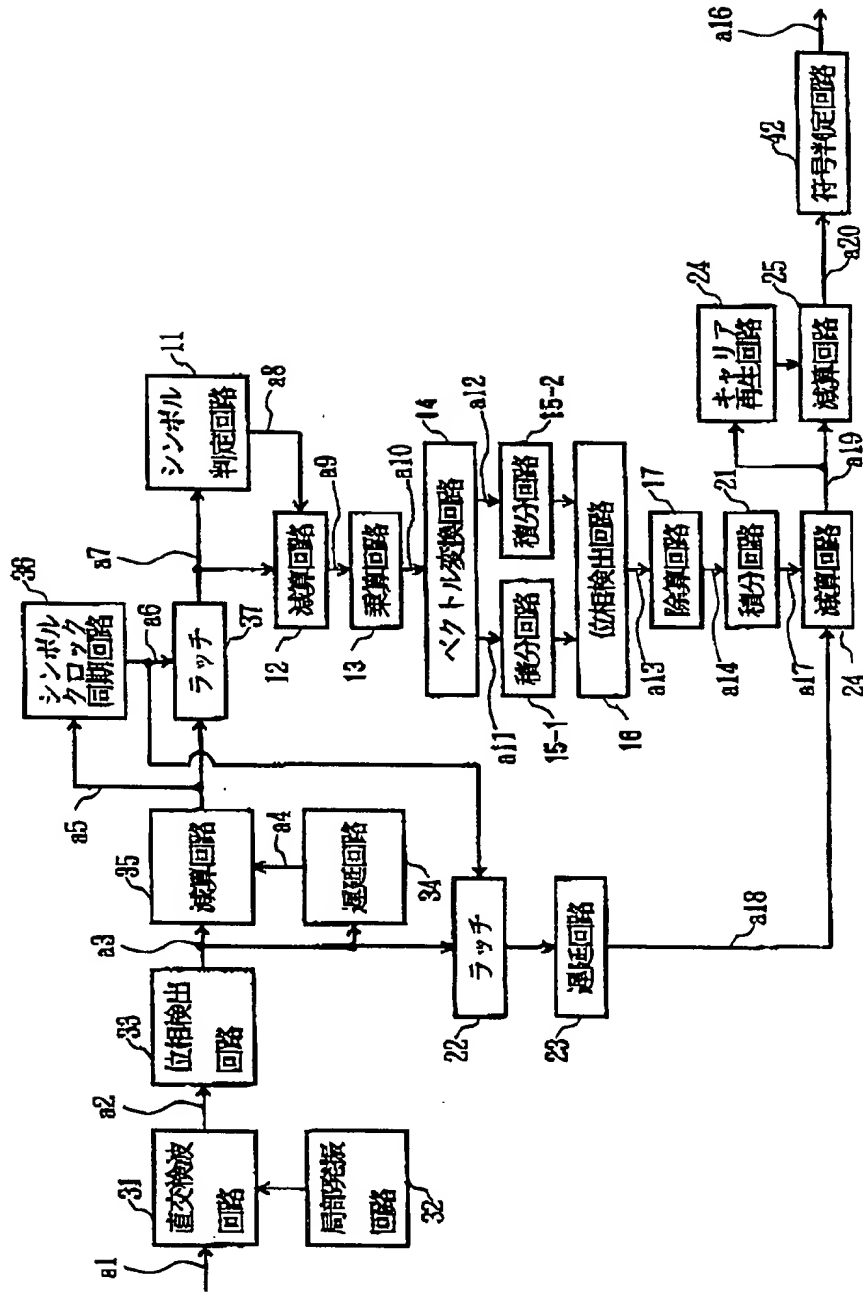 a1
31
直交検波
回路
局部発振
回路
32
a2
33
位相検出
回路
a3
35
減算回路
a4
遅延回路
34
a5
36
シンボル
クロック
同期回路
a6
ラッチ
37
a7
11
シンボル
判定回路
a8
減算回路
12
a9
乗算回路
13
a10
ベクトル変換回路
14
a11
a12
積分回路
15-1
積分回路
15-2
位相検出回路
16
a13
除算回路
17
a14
積分回路
21
a17
減算回路
24
ラッチ
22
遅延回路
23
a18
a19
キャリア
再生回路
24
減算回路
25
a20
符号判定回路
42
a16